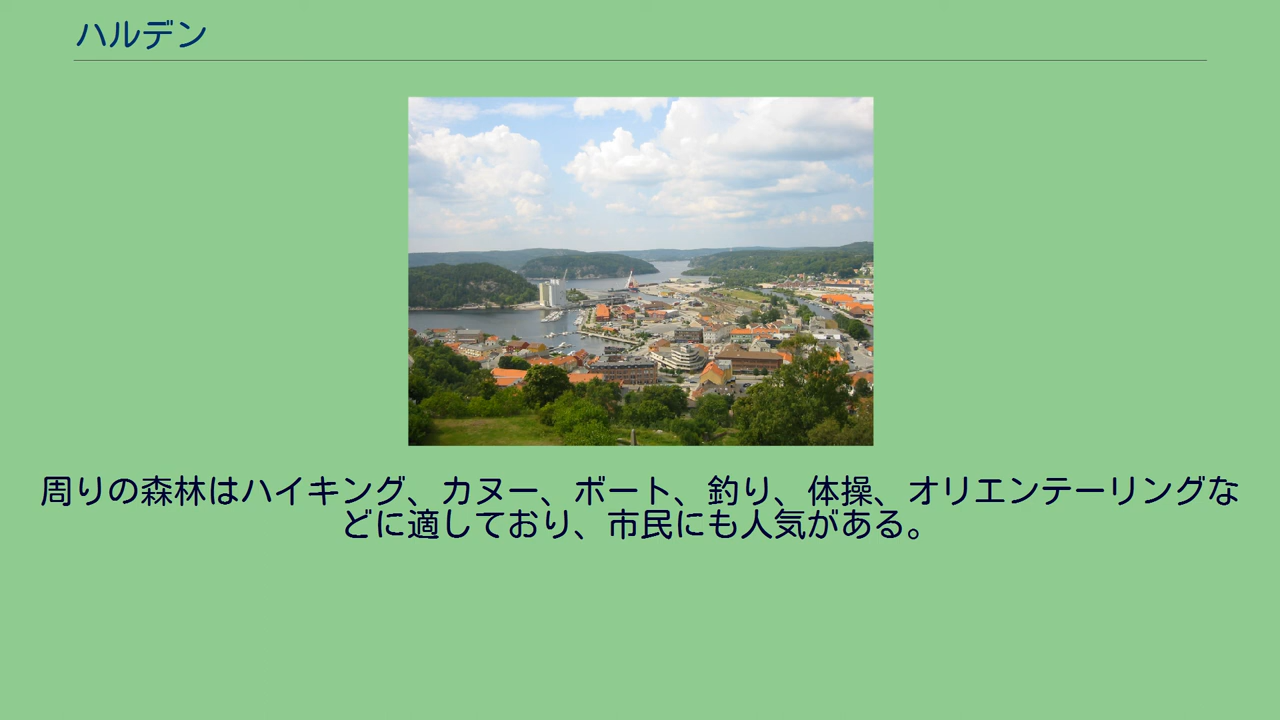 ハルデン
周りの森林はハイキング、カヌー、ボート、釣り、体操、オリエンテーリングな
どに適しており、市民にも人気がある。